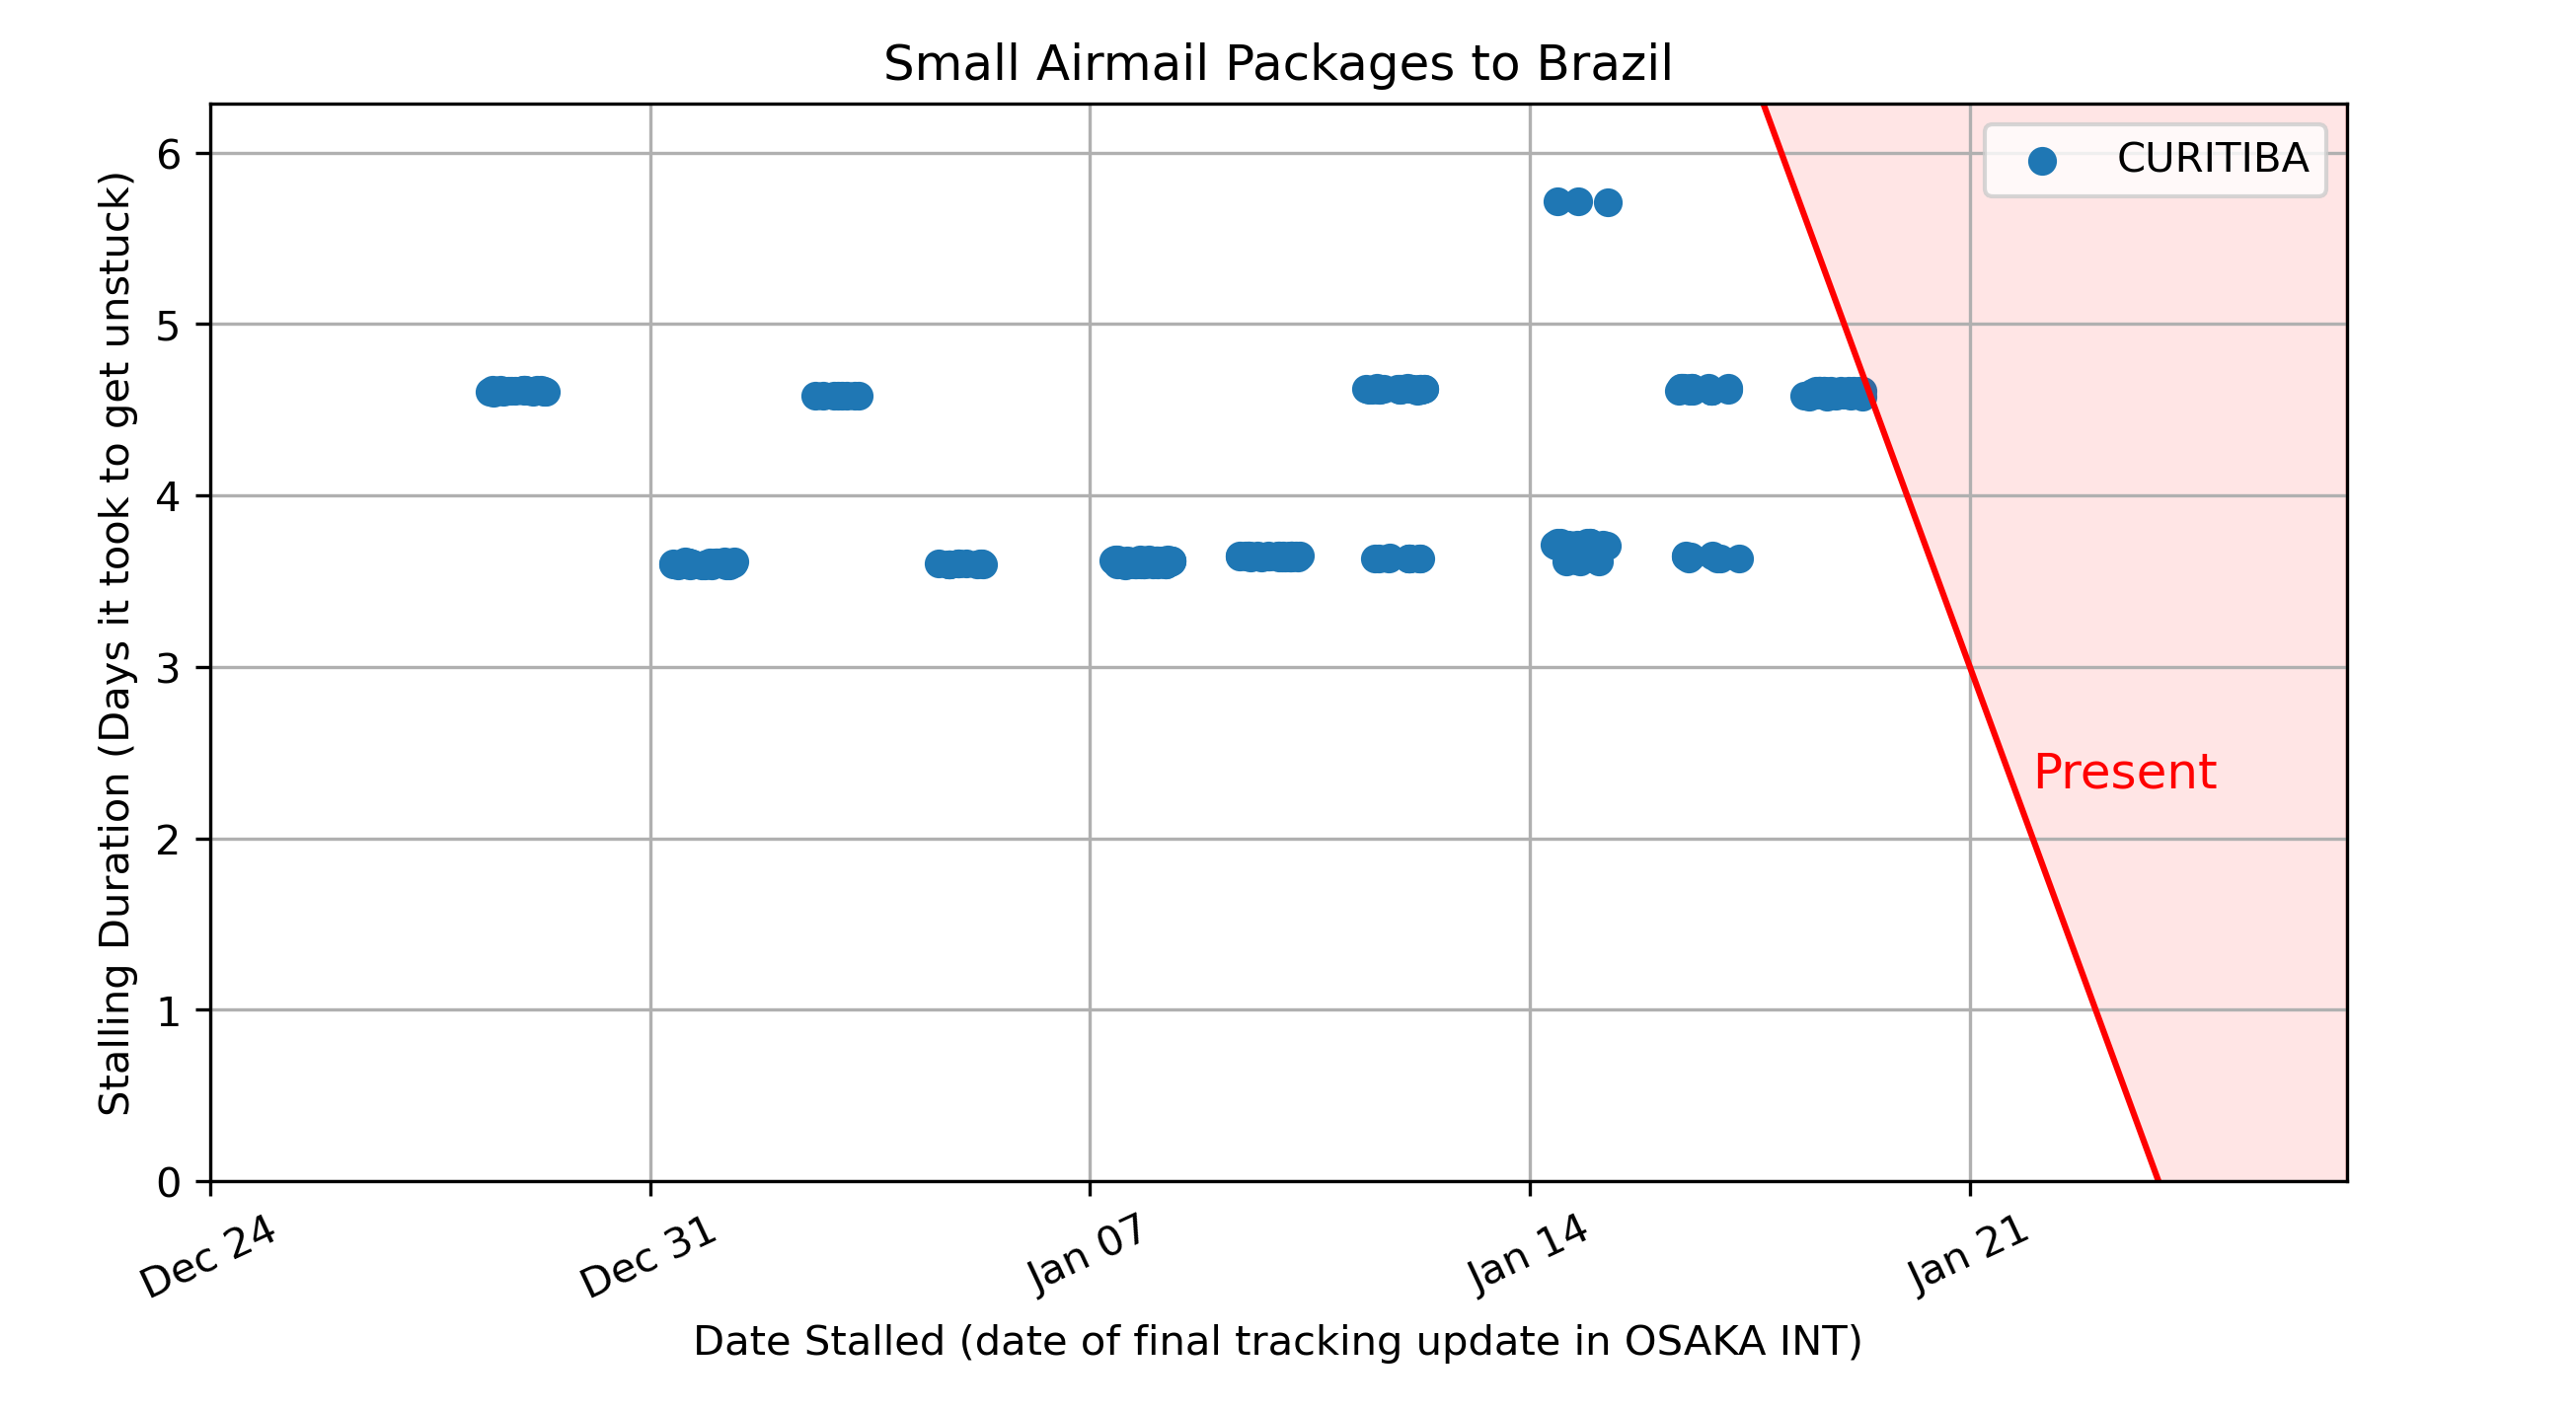 Small Airmail Packages to Brazil
CURITIBA
Stalling Duration (Days it took to get unstuck)
6
5
4
3
2
1
0
Present
Dec 24
Dec 31
Jan 07
Jan 14
Jan 21
Date Stalled (date of final tracking update in OSAKA INT)